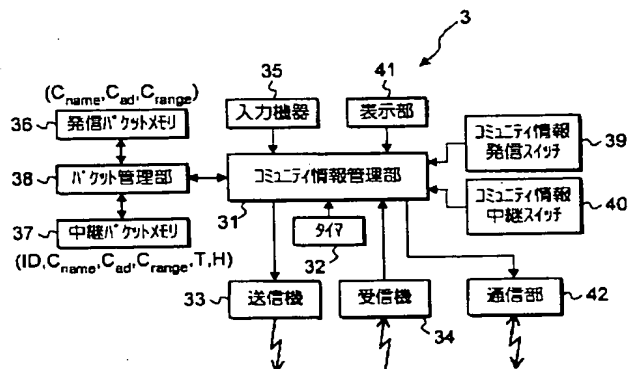 3
(Cname,Cad,Crange)
35
41
入力機器
表示部
36
発信パケットメモリ
コミュニティ情報
発信スイッチ
39
38
パケット管理部
コミュニティ情報管理部
コミュニティ情報
中継スイッチ
40
37
中継パケットメモリ
31
タイマ
32
(ID,Cname,Cad,Crange,T,H)
33
送信機
受信機
34
通信部
42